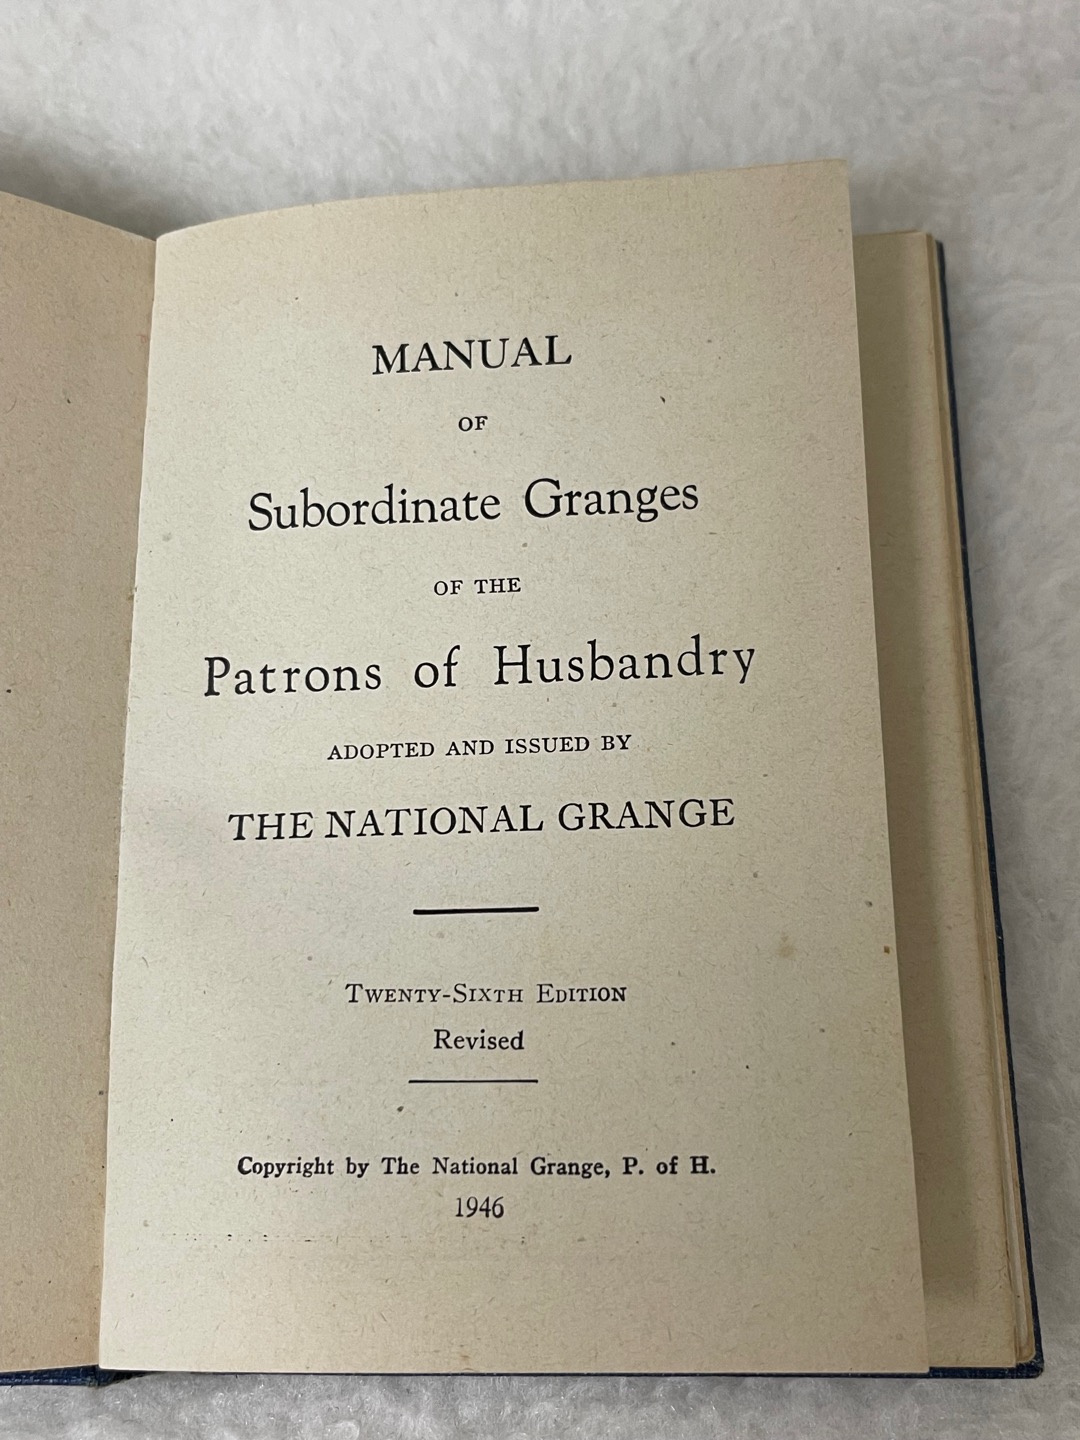 MANUAL
OF
Subordinate Granges
OF THE
Patrons of Husbandry
ADOPTED AND ISSUED BY
THE NATIONAL GRANGE
TWENTY-SIXTH EDITION
Revised
Copyright by The National Grange, P. of H.
1946